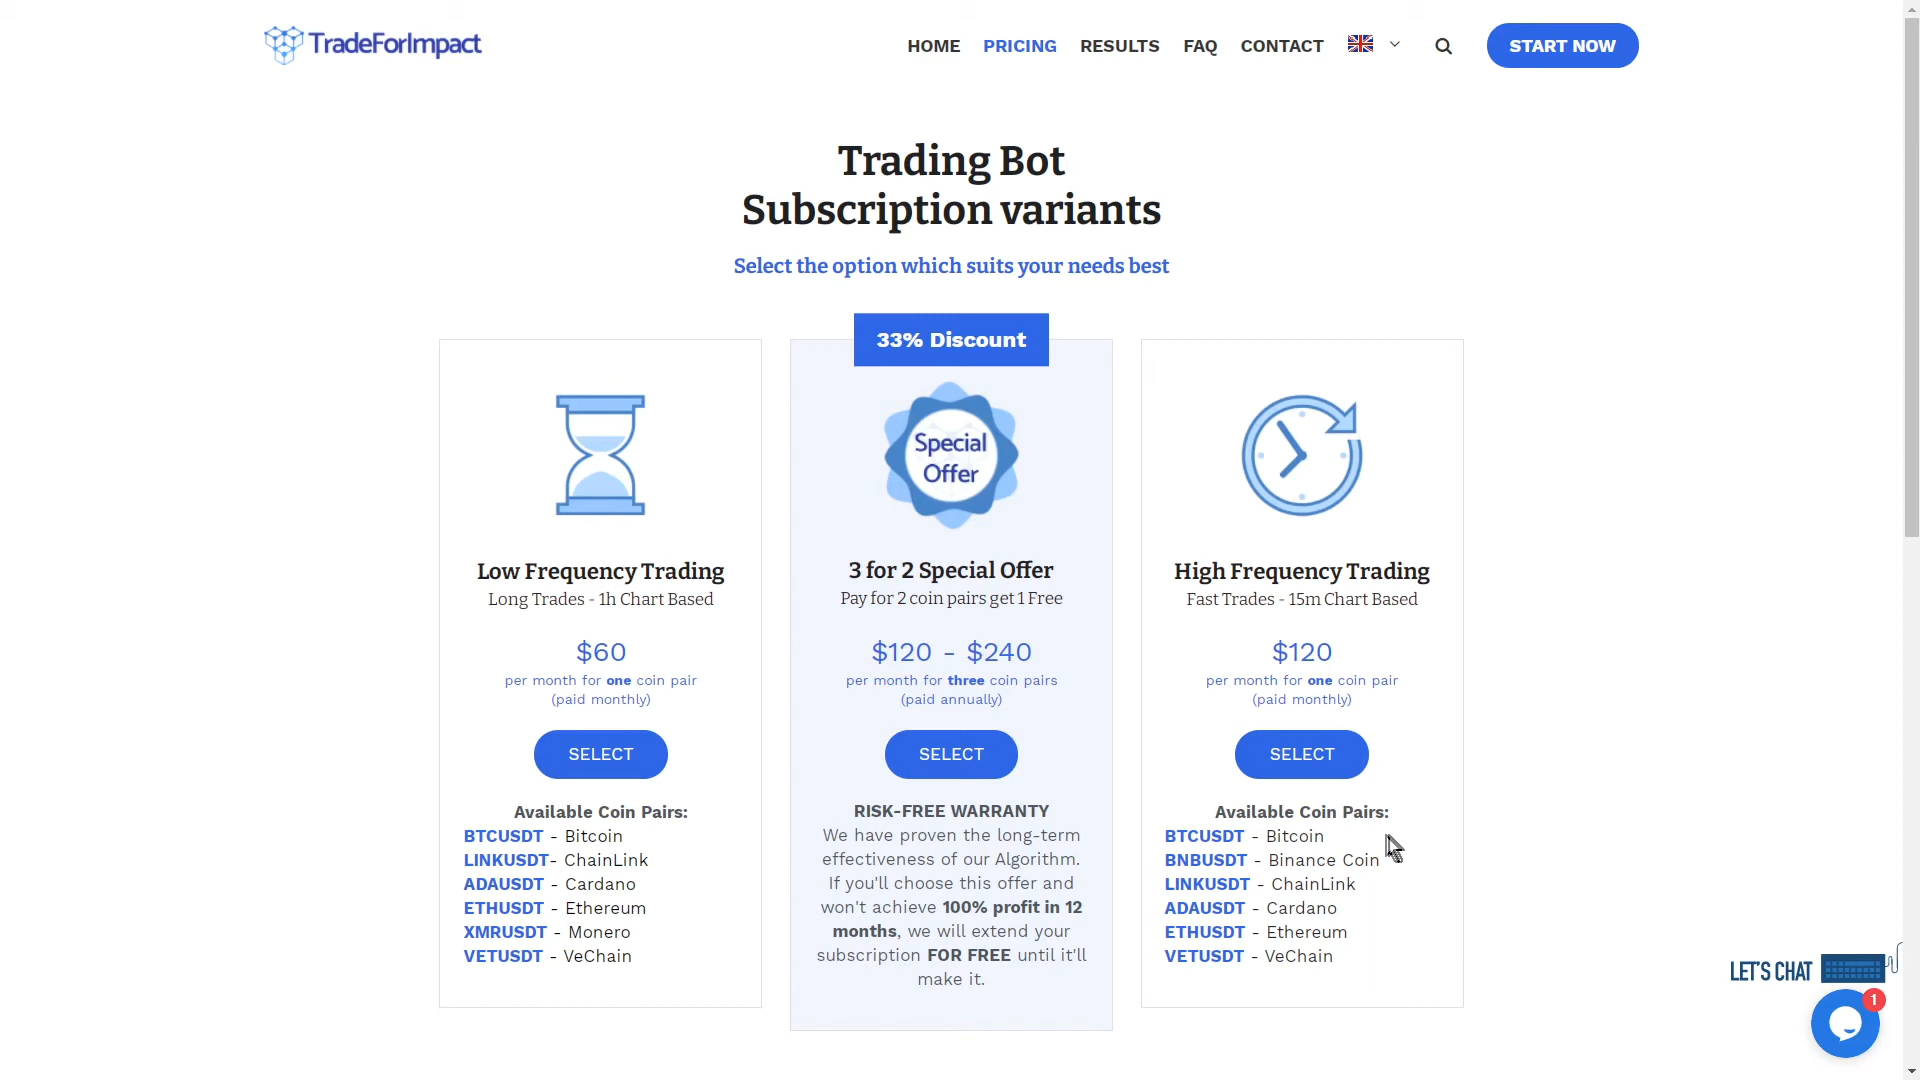 TradeForImpact
HOME PRICING RESULTS FAQ CONTACT START NOW
Trading Bot
Subscription variants
Select the option which suits your needs best
Low Frequency Trading
Long Trades - 1h Chart Based
$60
per month for one coin pair
(paid monthly)
SELECT
Available Coin Pairs:
BTCUSDT - Bitcoin
LINKUSDT- ChainLink
ADAUSDT - Cardano
ETHUSDT - Ethereum
XMRUSDT - Monero
VETUSDT - VeChain
33% Discount
Special
Offer
3 for 2 Special Offer
Pay for 2 coin pairs get 1 Free
$120 - $240
per month for three coin pairs
(paid annually)
SELECT
RISK-FREE WARRANTY
We have proven the long-term
effectiveness of our Algorithm.
If you'll choose this offer and
won't achieve 100% profit in 12
months, we will extend your
subscription FOR FREE until it'll
make it.
High Frequency Trading
Fast Trades - 15m Chart Based
$120
per month for one coin pair
(paid monthly)
SELECT
Available Coin Pairs:
BTCUSDT - Bitcoin
BNBUSDT - Binance Coin
LINKUSDT - ChainLink
ADAUSDT - Cardano
ETHUSDT - Ethereum
VETUSDT - VeChain
LET'S CHAT
1